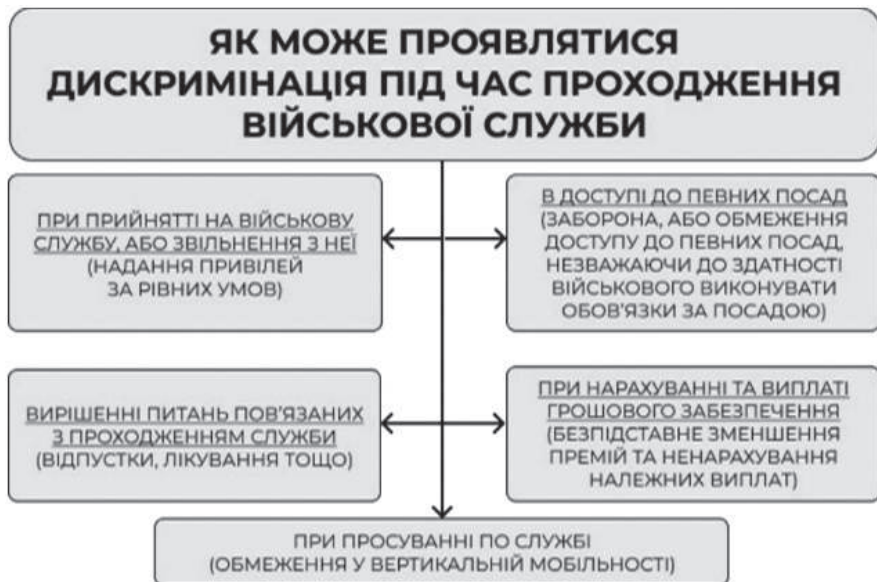 ЯК МОЖЕ ПРОЯВЛЯТИСЯ
ДИСКРИМІНАЦІЯ ПІД ЧАС ПРОХОДЖЕННЯ
ВІЙСЬКОВОЇ СЛУЖБИ
ПРИ ПРИЙНЯТТІ НА ВІЙСЬКОВУ
СЛУЖБУ, АБО ЗВІЛЬНЕННЯ З НЕЇ
(НАДАННЯ ПРИВІЛЕЙ
ЗА РІВНИХ УМОВ)
В ДОСТУПІ ДО ПЕВНИХ ПОСАД
(ЗАБОРОНА, АБО ОБМЕЖЕННЯ
ДОСТУПУ ДО ПЕВНИХ ПОСАД,
НЕЗВАЖАЮЧИ ДО ЗДАТНОСТІ
ВІЙСЬКОВОГО ВИКОНУВАТИ
ОБОВ'ЯЗКИ ЗА ПОСАДОЮ)
ВИРІШЕННІ ПИТАНЬ ПОВ'ЯЗАНИХ
З ПРОХОДЖЕННЯМ СЛУЖБИ
(ВІДПУСТКИ, ЛІКУВАННЯ ТОЩО)
ПРИ НАРАХУВАННІ ТА ВИПЛАТІ
ГРОШОВОГО ЗАБЕЗПЕЧЕННЯ
(БЕЗПІДСТАВНЕ ЗМЕНШЕННЯ
ПРЕМІЙ ТА НЕНАРАХУВАННЯ
НАЛЕЖНИХ ВИПЛАТ)
ПРИ ПРОСУВАННІ ПО СЛУЖБІ
(ОБМЕЖЕННЯ У ВЕРТИКАЛЬНІЙ МОБІЛЬНОСТІ)